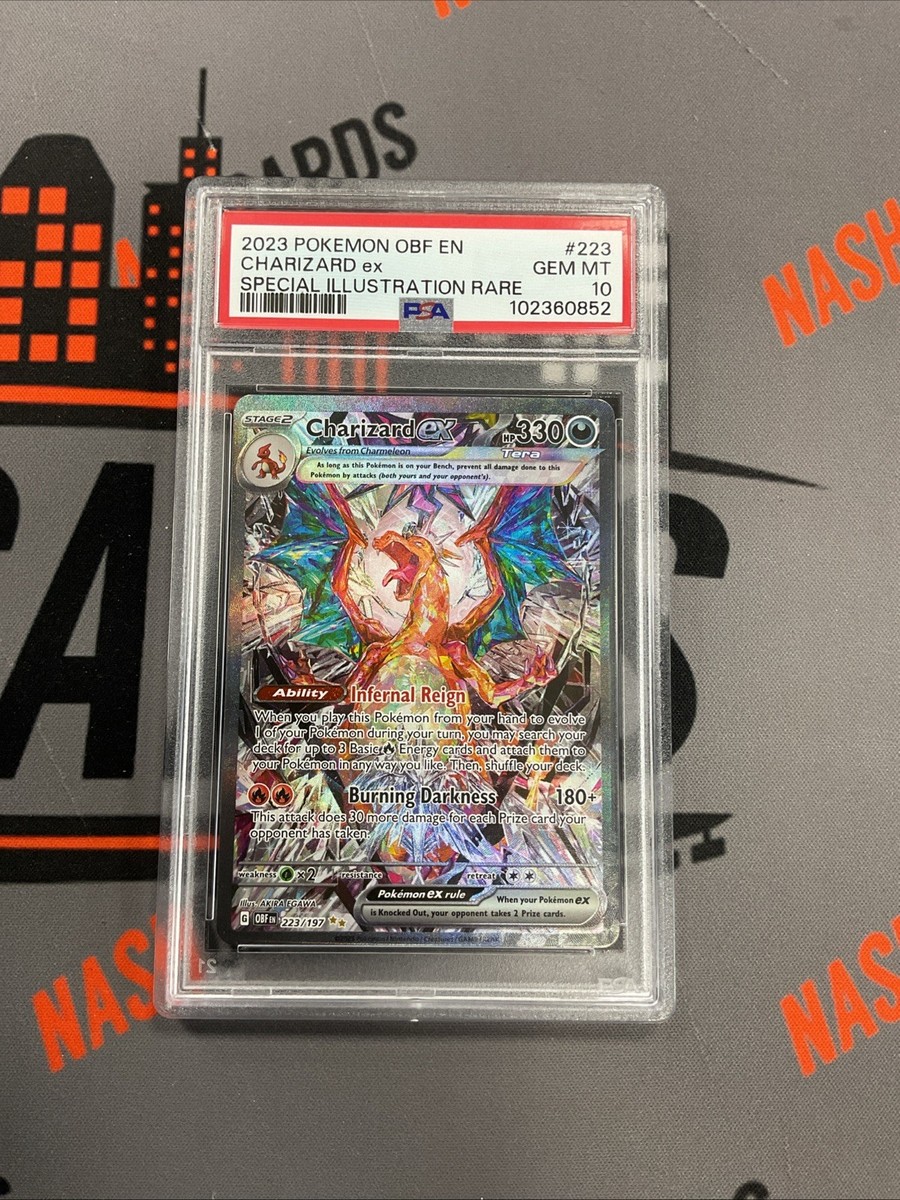 CARDS
NASH
NASH
CARDS
NASH
NASH
2023 POKEMON OBF EN #223
CHARIZARD ex GEM MT
SPECIAL ILLUSTRATION RARE 10
PSA 102360852
STAGE2 Charizard ex HP330
Evolves from Charmeleon Tera
As long as this Pokémon is on your Bench, prevent all damage done to this
Pokémon by attacks (both yours and your opponent's).
Ability Infernal Reign
When you play this Pokémon from your hand to evolve
1 of your Pokémon during your turn, you may search your
deck for up to 3 Basic Energy cards and attach them to
your Pokémon in any way you like. Then, shuffle your deck.
Burning Darkness 180+
This attack does 30 more damage for each Prize card your
opponent has taken.
weakness ×2 resistance retreat
Pokémon ex rule When your Pokémon ex
is Knocked Out, your opponent takes 2 Prize cards.
Illus. AKIRA EGAWA
G OBF EN 223/197